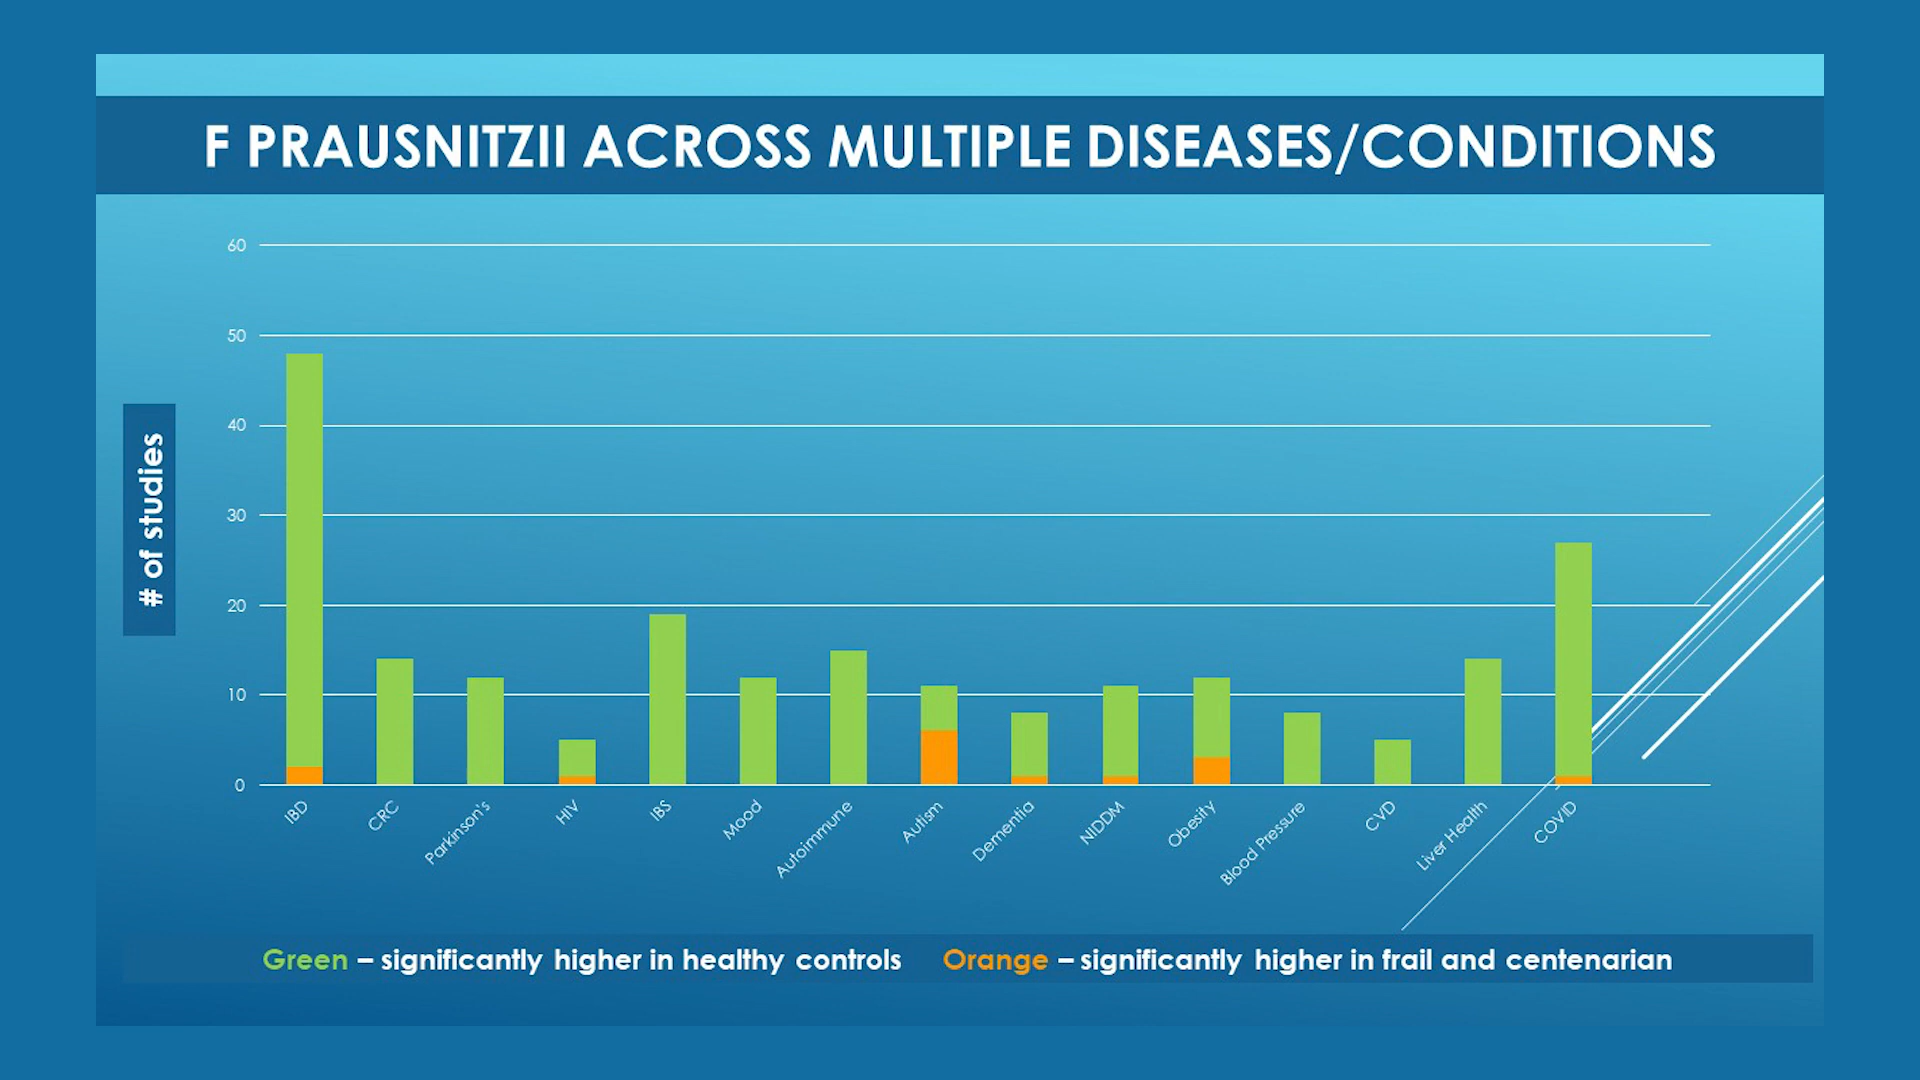 F PRAUSNITZII ACROSS MULTIPLE DISEASES/CONDITIONS
# of studies
60
50
40
30
20
10
0
IBD
CRC
Parkinson's
HIV
IBS
Mood
Autoimmune
Autism
Dementia
NIDDM
Obesity
Blood Pressure
CVD
Liver Health
COVID
Green – significantly higher in healthy controls Orange – significantly higher in frail and centenarian